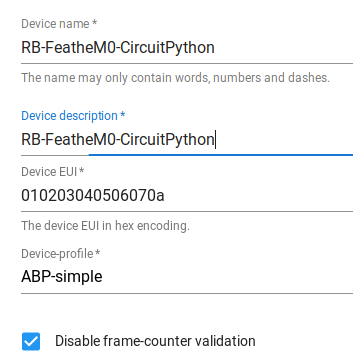 Device name *
RB-FeatheM0-CircuitPython
The name may only contain words, numbers and dashes.
Device description *
RB-FeatheM0-CircuitPython
Device EUI *
010203040506070a
The device EUI in hex encoding.
Device-profile *
ABP-simple
Disable frame-counter validation